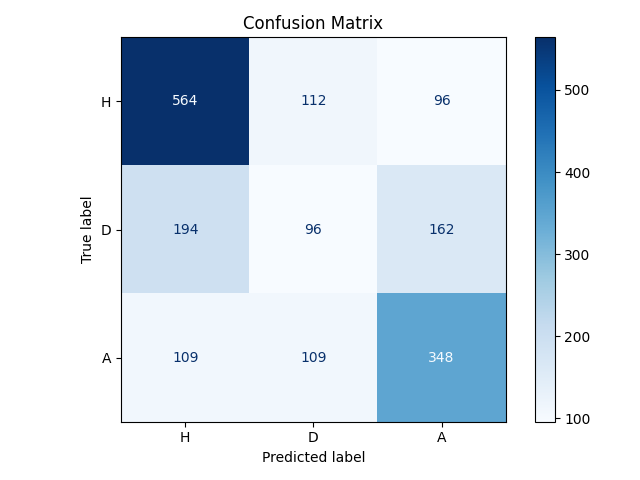 Confusion Matrix
H 564 112 96
D 194 96 162
A 109 109 348
H D A
Predicted label
True label
500
400
300
200
100